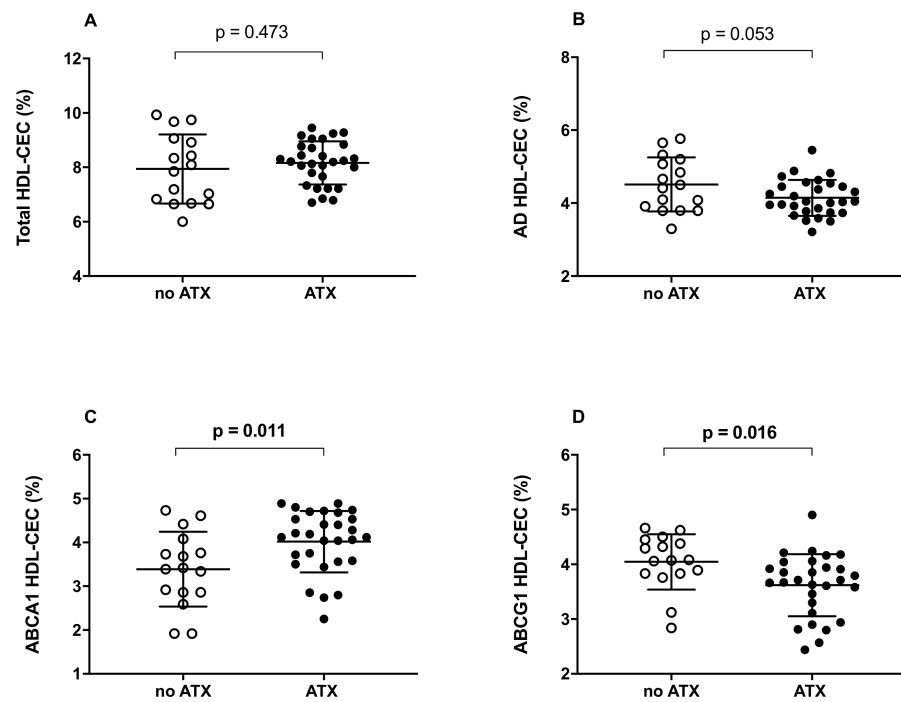 A
p = 0.473
Total HDL-CEC (%)
12
10
8
6
4
no ATX
ATX
B
p = 0.053
AD HDL-CEC (%)
8
6
4
2
no ATX
ATX
C
p = 0.011
ABCA1 HDL-CEC (%)
6
5
4
3
2
1
no ATX
ATX
D
p = 0.016
ABCG1 HDL-CEC (%)
6
5
4
3
2
no ATX
ATX